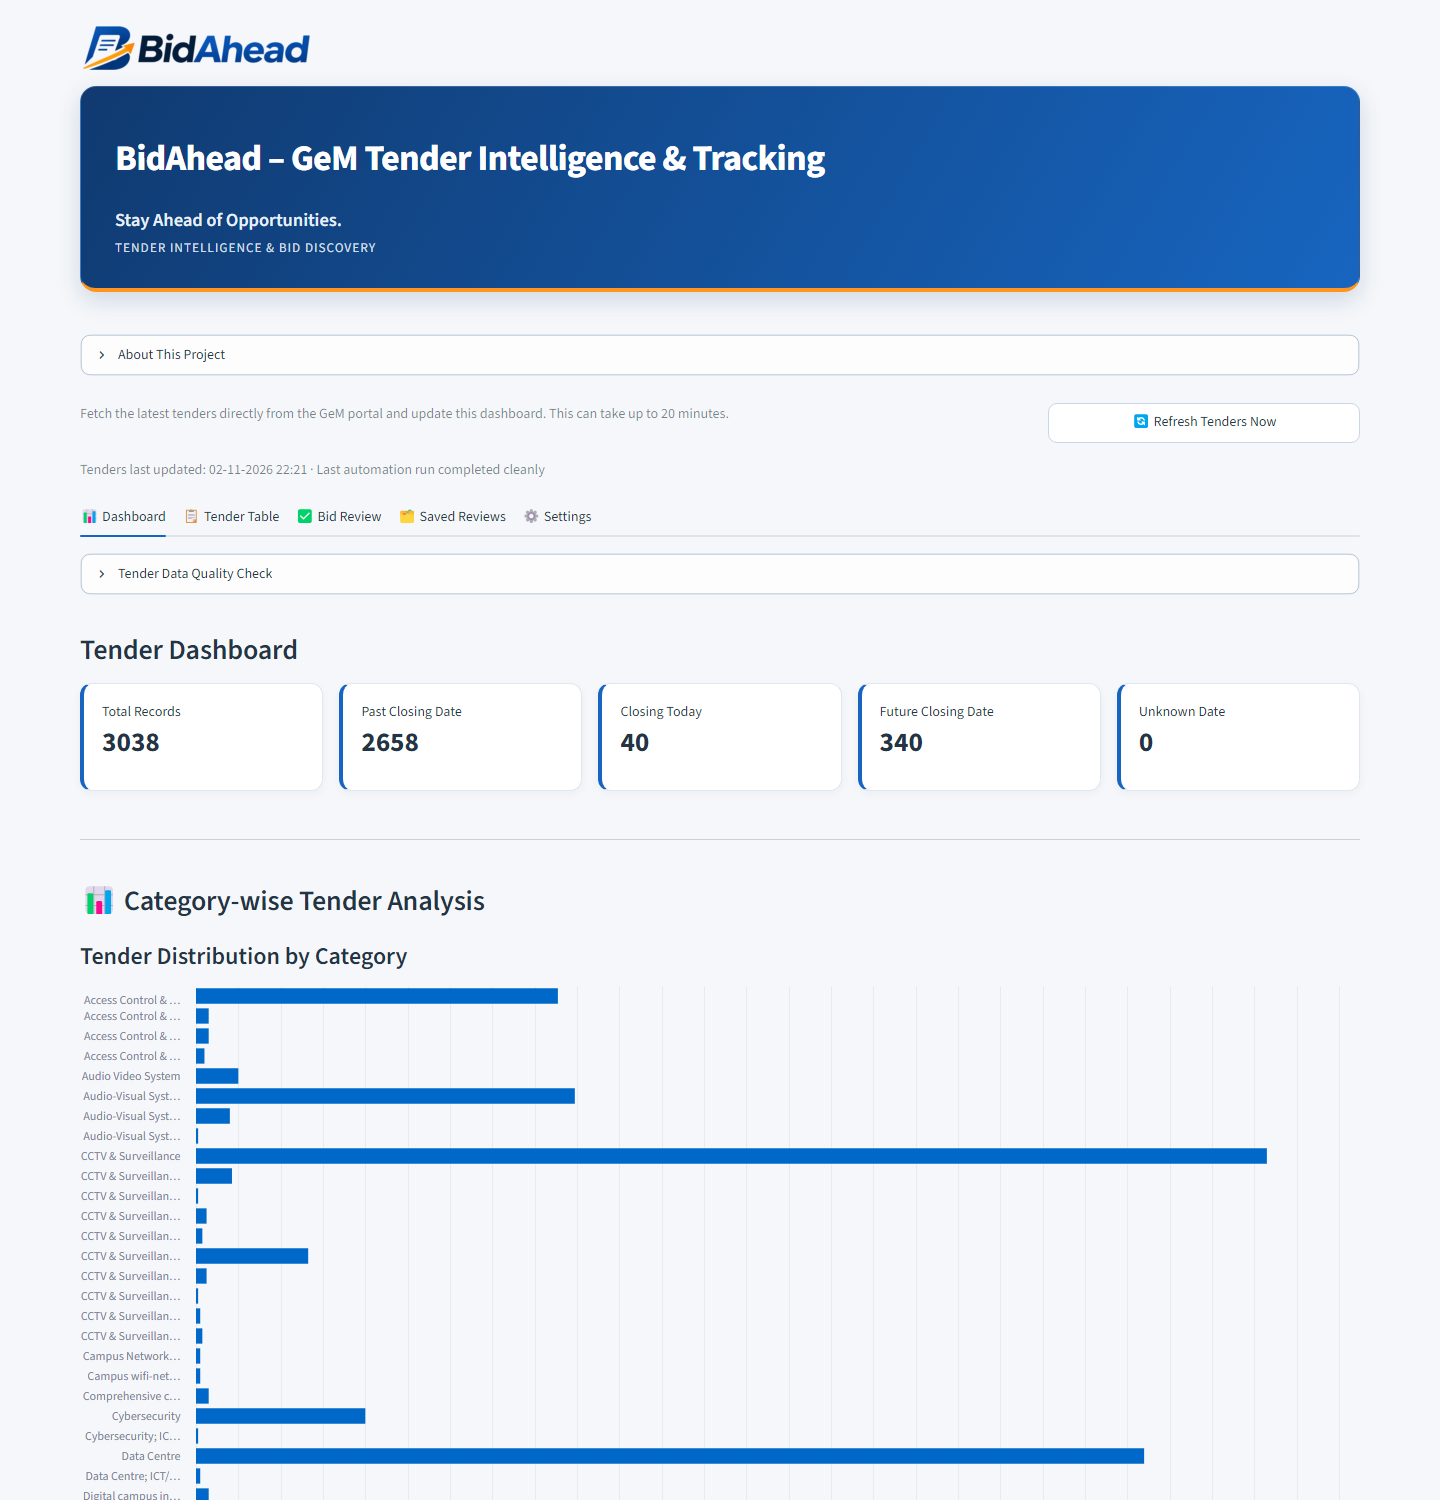 BidAhead
BidAhead – GeM Tender Intelligence & Tracking
Stay Ahead of Opportunities.
TENDER INTELLIGENCE & BID DISCOVERY
About This Project
Fetch the latest tenders directly from the GeM portal and update this dashboard. This can take up to 20 minutes.
Refresh Tenders Now
Tenders last updated: 02-11-2026 22:21 · Last automation run completed cleanly
Dashboard Tender Table Bid Review Saved Reviews Settings
Tender Data Quality Check
Tender Dashboard
Total Records Past Closing Date Closing Today Future Closing Date Unknown Date
3038 2658 40 340 0
Category-wise Tender Analysis
Tender Distribution by Category
Access Control & …
Access Control & …
Access Control & …
Access Control & …
Audio Video System
Audio-Visual Syst…
Audio-Visual Syst…
Audio-Visual Syst…
CCTV & Surveillance
CCTV & Surveillan…
CCTV & Surveillan…
CCTV & Surveillan…
CCTV & Surveillan…
CCTV & Surveillan…
CCTV & Surveillan…
CCTV & Surveillan…
CCTV & Surveillan…
CCTV & Surveillan…
Campus Network…
Campus wifi-net…
Comprehensive c…
Cybersecurity
Cybersecurity; IC…
Data Centre
Data Centre; ICT/…
Digital campus in…